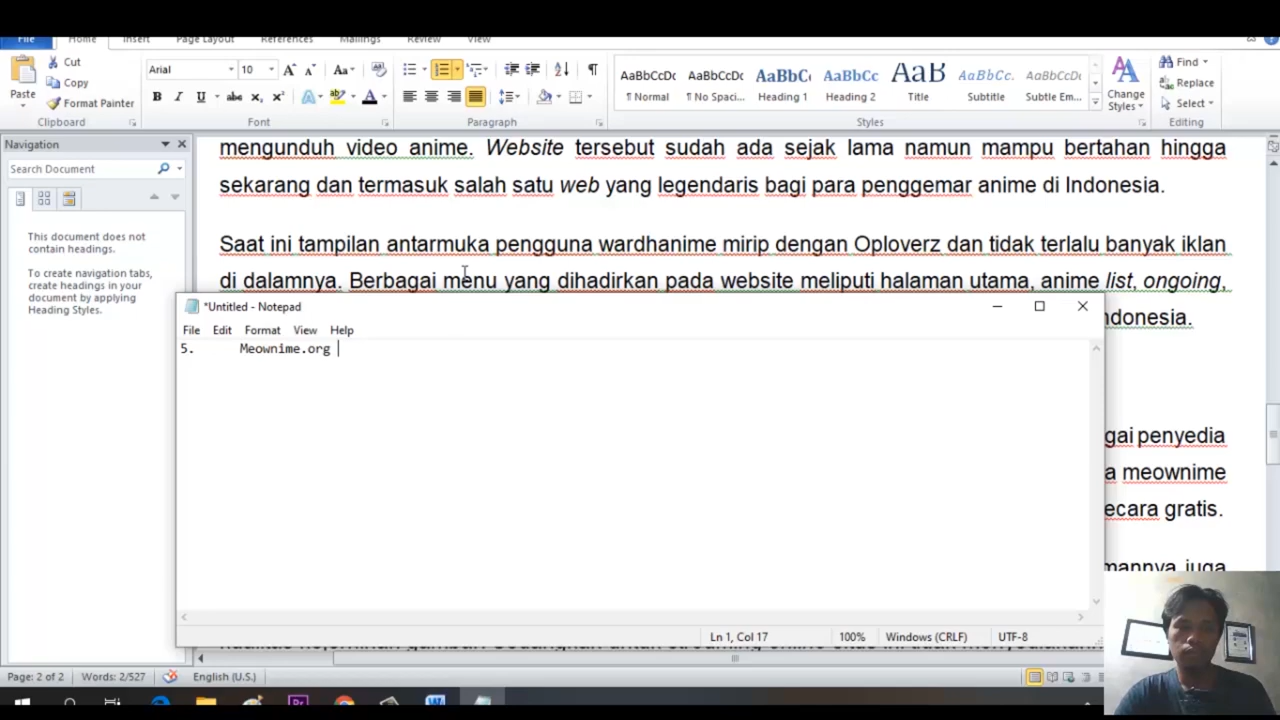 File Home Insert Page Layout References Mailings Review View
Cut
Copy
Format Painter
Paste
Clipboard
Arial 10
Font
Paragraph
AaBbCcDc AaBbCcDc AaBbC AaBbCc AaB AaBbCc. AaBbCcDc
¶ Normal ¶ No Spaci... Heading 1 Heading 2 Title Subtitle Subtle Em...
Change
Styles
Styles
Find
Replace
Select
Editing
Navigation
Search Document
This document does not
contain headings.
To create navigation tabs,
create headings in your
document by applying
Heading Styles.
mengunduh video anime. Website tersebut sudah ada sejak lama namun mampu bertahan hingga
sekarang dan termasuk salah satu web yang legendaris bagi para penggemar anime di Indonesia.
Saat ini tampilan antarmuka pengguna wardhanime mirip dengan Oploverz dan tidak terlalu banyak iklan
di dalamnya. Berbagai menu yang dihadirkan pada website meliputi halaman utama, anime list, ongoing,
ndonesia.
gai penyedia
a meownime
ecara gratis.
mannya juga
*Untitled - Notepad
File Edit Format View Help
5. Meownime.org
Ln 1, Col 17 100% Windows (CRLF) UTF-8
Page: 2 of 2 Words: 2/527 English (U.S.)